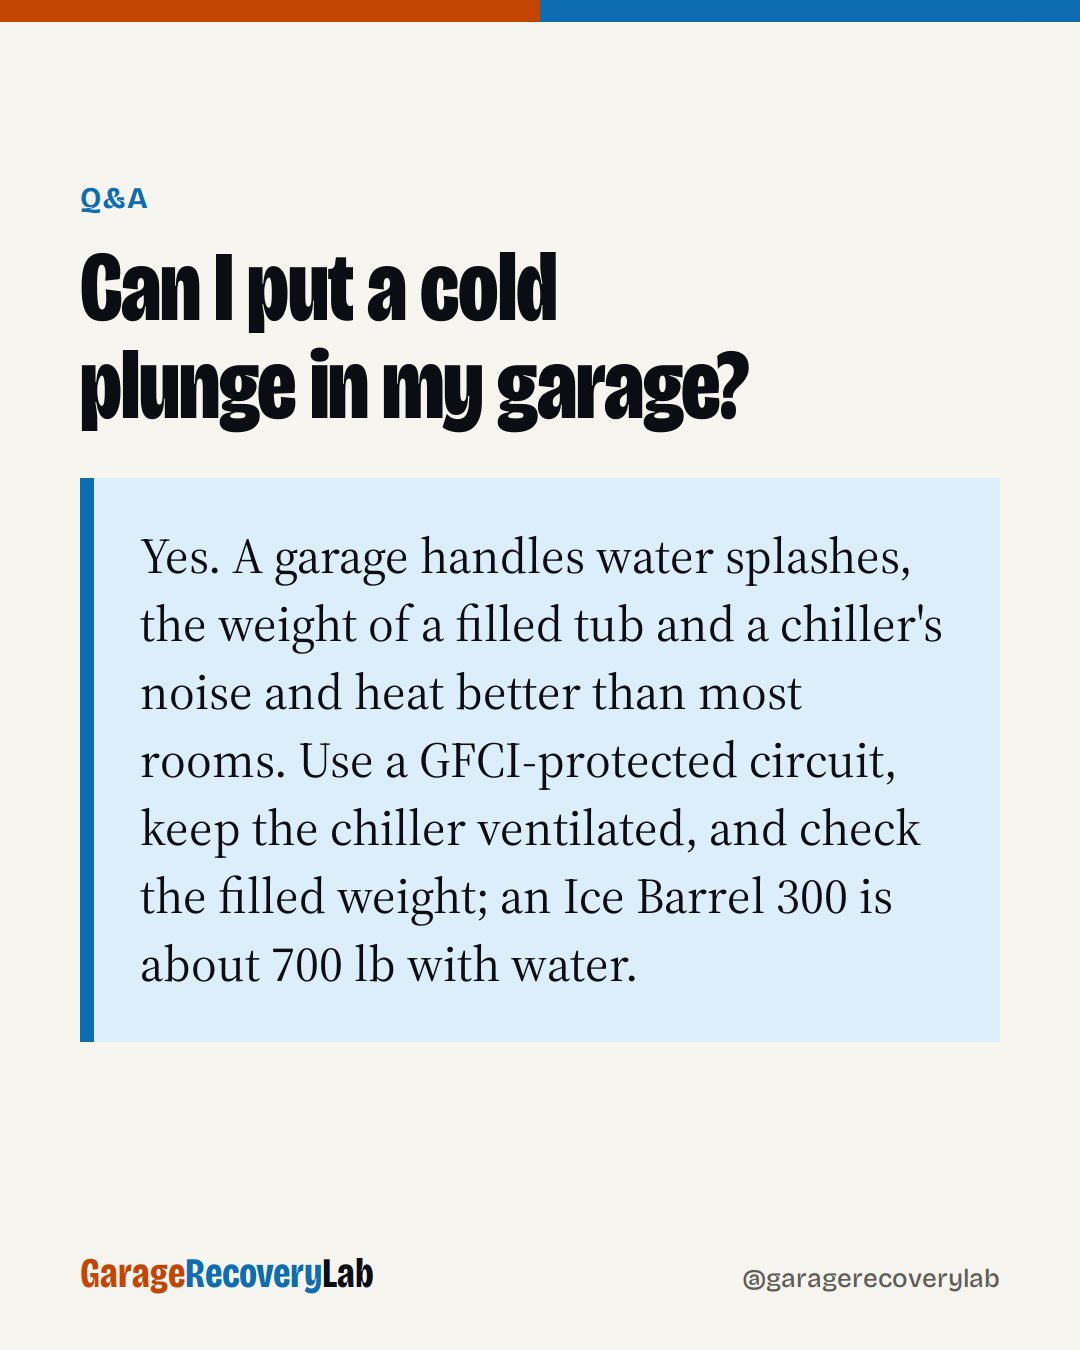 Q&A
Can I put a cold
plunge in my garage?
Yes. A garage handles water splashes,
the weight of a filled tub and a chiller's
noise and heat better than most
rooms. Use a GFCI-protected circuit,
keep the chiller ventilated, and check
the filled weight; an Ice Barrel 300 is
about 700 lb with water.
GarageRecoveryLab
@garagerecoverylab